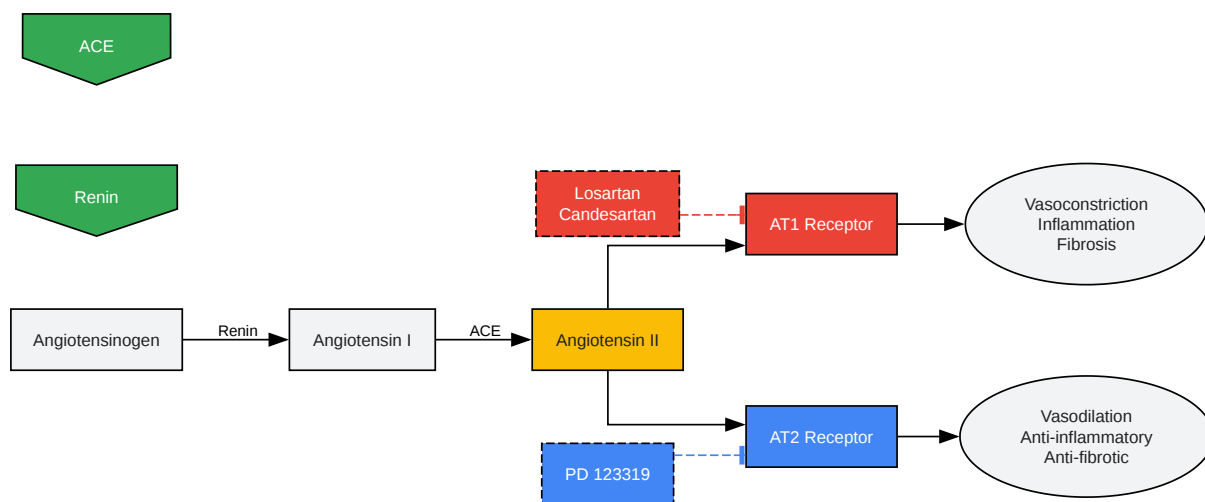 ACE
Renin
Losartan
Candesartan
AT1 Receptor
Vasoconstriction
Inflammation
Fibrosis
Angiotensinogen
Renin
Angiotensin I
ACE
Angiotensin II
PD 123319
AT2 Receptor
Vasodilation
Anti-inflammatory
Anti-fibrotic